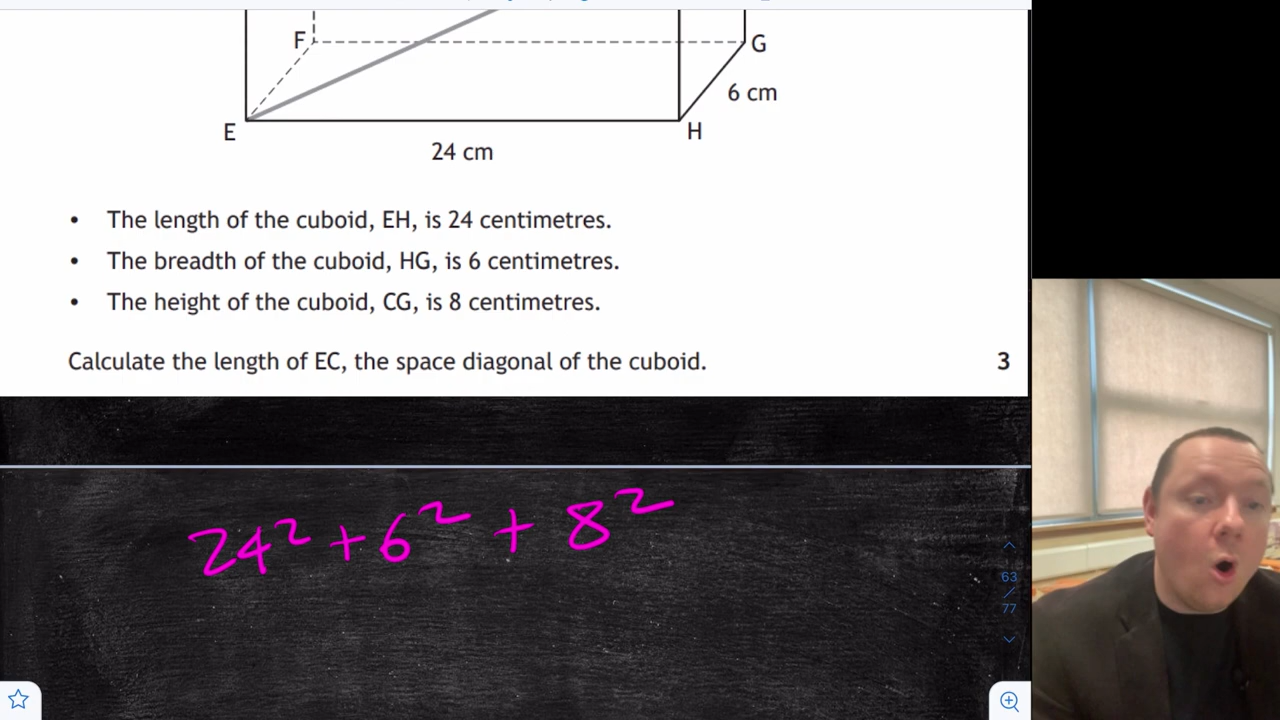 F
G
6 cm
E
H
24 cm
• The length of the cuboid, EH, is 24 centimetres.
• The breadth of the cuboid, HG, is 6 centimetres.
• The height of the cuboid, CG, is 8 centimetres.
Calculate the length of EC, the space diagonal of the cuboid. 3
24² + 6² + 8²
63
/
77